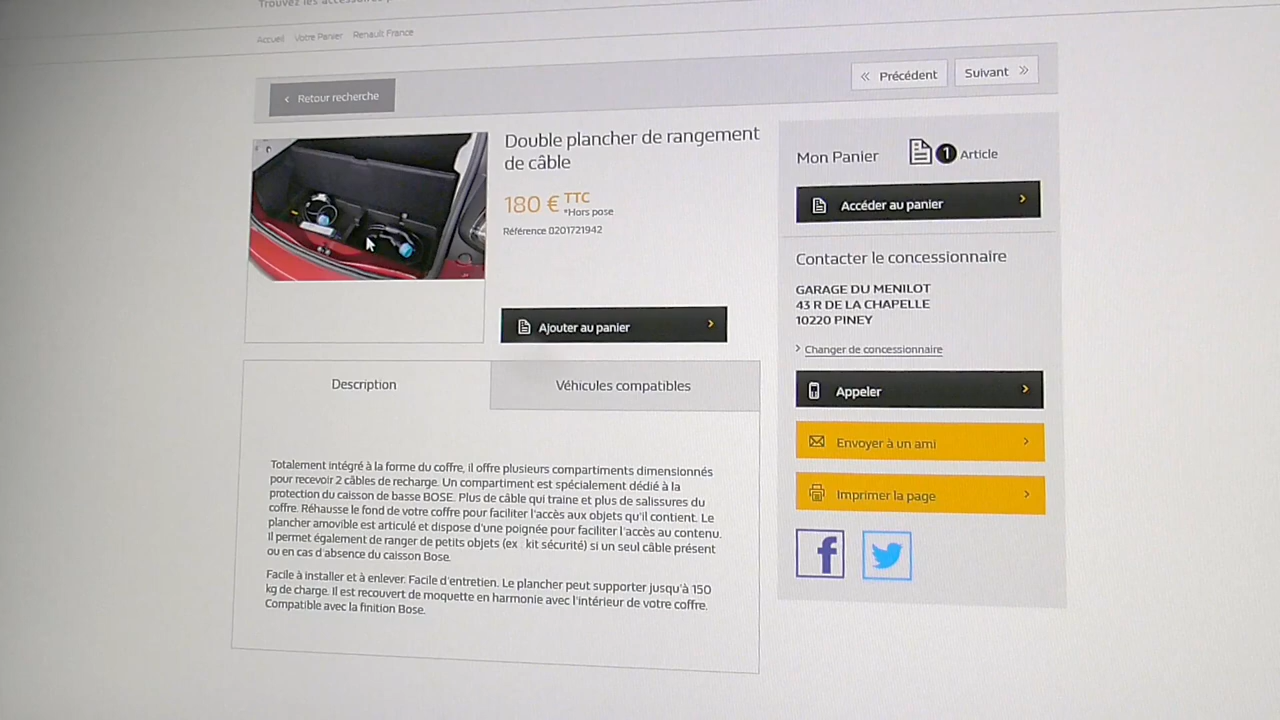 Trouvez les
Accueil Votre Panier Renault France
Retour recherche
Précédent
Suivant
Double plancher de rangement
de câble
180 € TTC
*Hors pose
Référence 0201721942
Ajouter au panier
Mon Panier 1 Article
Accéder au panier
Contacter le concessionnaire
GARAGE DU MENILOT
43 R DE LA CHAPELLE
10220 PINEY
Changer de concessionnaire
Appeler
Envoyer à un ami
Imprimer la page
Description
Véhicules compatibles
Totalement intégré à la forme du coffre, il offre plusieurs compartiments dimensionnés
pour recevoir 2 câbles de recharge. Un compartiment est spécialement dédié à la
protection du caisson de basse BOSE. Plus de câble qui traine et plus de salissures du
coffre. Réhausse le fond de votre coffre pour faciliter l'accès aux objets qu'il contient. Le
plancher amovible est articulé et dispose d'une poignée pour faciliter l'accès au contenu.
Il permet également de ranger de petits objets (ex kit sécurité) si un seul câble présent
ou en cas d'absence du caisson Bose.
Facile à installer et à enlever. Facile d'entretien. Le plancher peut supporter jusqu'à 150
kg de charge. Il est recouvert de moquette en harmonie avec l'intérieur de votre coffre.
Compatible avec la finition Bose.